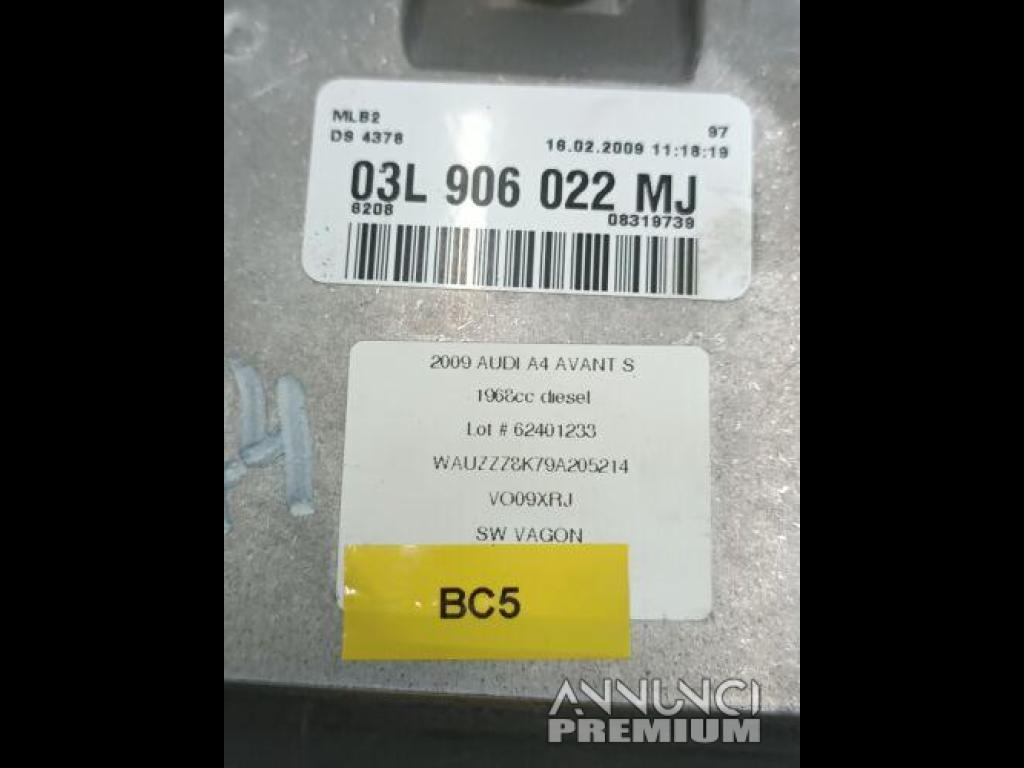 MLB2
97
DS 4378
16.02.2009 11:16:19
03L 906 022 MJ
6208
08319739
2009 AUDI A4 AVANT S
1968cc diesel
Lot # 62401233
WAUZZZ8K79A205214
VO09XRJ
SW VAGON
BC5
ANNUNCI
PREMIUM